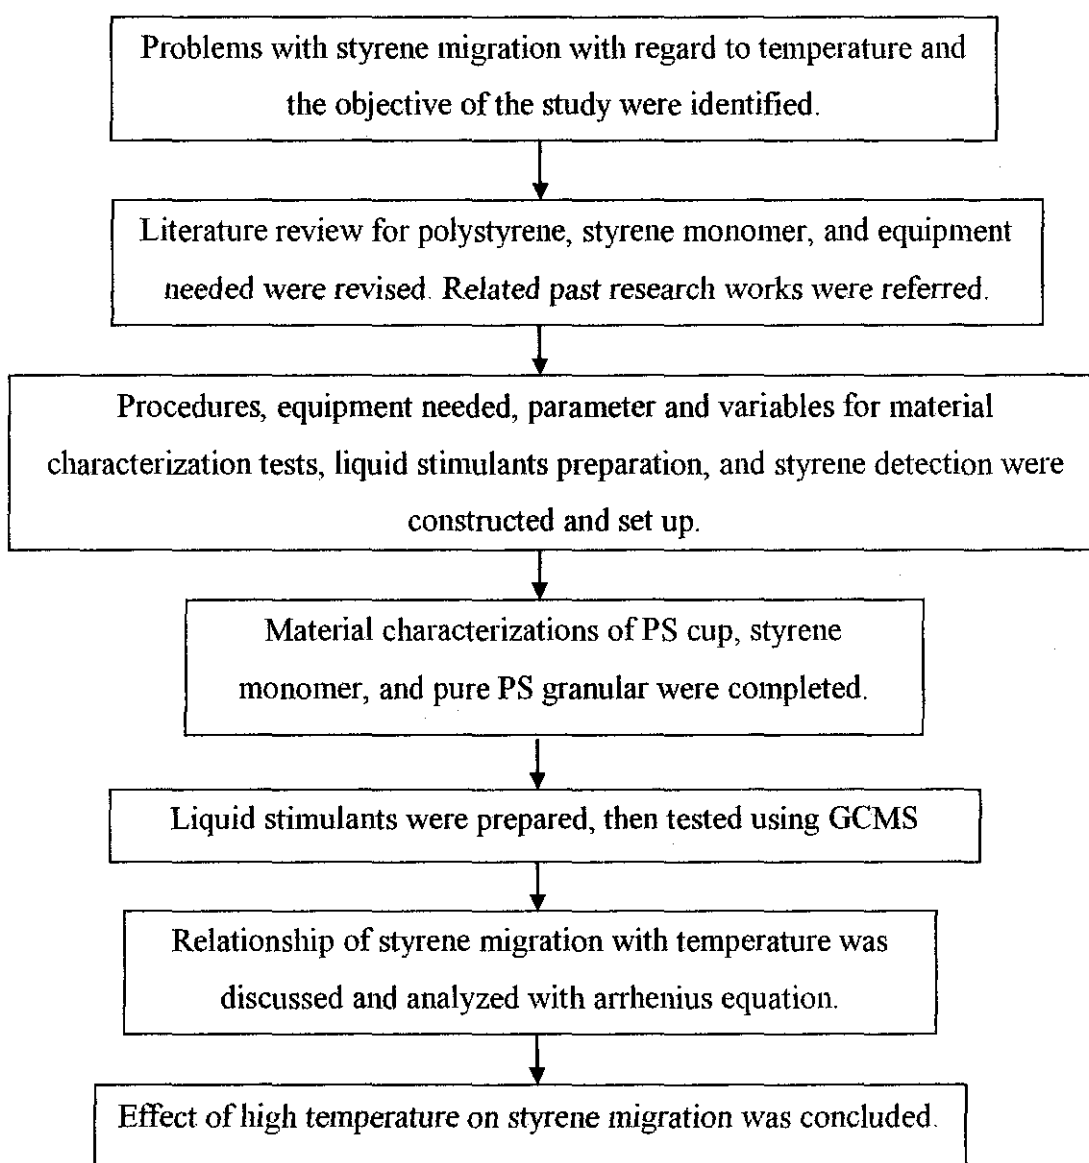 Problems with styrene migration with regard to temperature and
the objective of the study were identified.
Literature review for polystyrene, styrene monomer, and equipment
needed were revised. Related past research works were referred.
Procedures, equipment needed, parameter and variables for material
characterization tests, liquid stimulants preparation, and styrene detection were
constructed and set up.
Material characterizations of PS cup, styrene
monomer, and pure PS granular were completed.
Liquid stimulants were prepared, then tested using GCMS
Relationship of styrene migration with temperature was
discussed and analyzed with arrhenius equation.
Effect of high temperature on styrene migration was concluded.